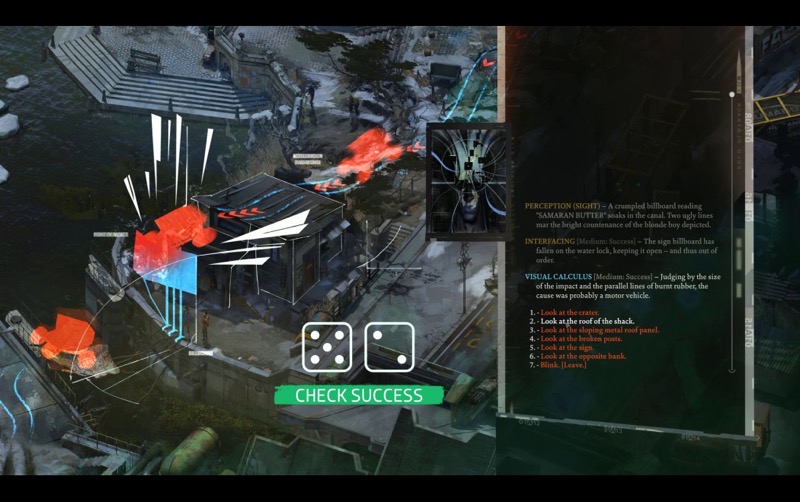 PERCEPTION (SIGHT) – A crumpled billboard reading
"SAMARAN BUTTER" soaks in the canal. Two ugly lines
mar the bright countenance of the blonde boy depicted.
INTERFACING [Medium: Success] – The sign billboard has
fallen on the water lock, keeping it open – and thus out of
order.
VISUAL CALCULUS [Medium: Success] – Judging by the size
of the impact and the parallel lines of burnt rubber, the
cause was probably a motor vehicle.
1. - Look at the crater.
2. - Look at the roof of the shack.
3. - Look at the sloping metal roof panel.
4. - Look at the broken posts.
5. - Look at the sign.
6. - Look at the opposite bank.
7. - Blink. [Leave.]
CHECK SUCCESS